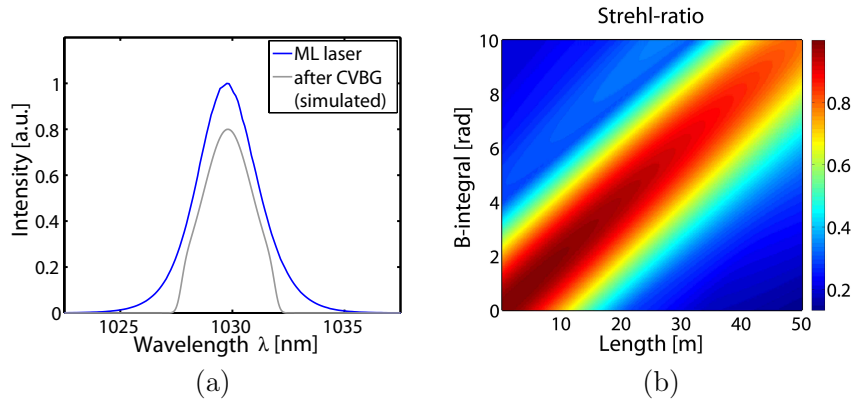 ML laser
after CVBG
(simulated)
Intensity [a.u.]
1
0.8
0.6
0.4
0.2
0
1025
1030
1035
Wavelength λ [nm]
(a)
Strehl-ratio
B-integral [rad]
10
8
6
4
2
0
10
20
30
40
50
Length [m]
0.8
0.6
0.4
0.2
(b)